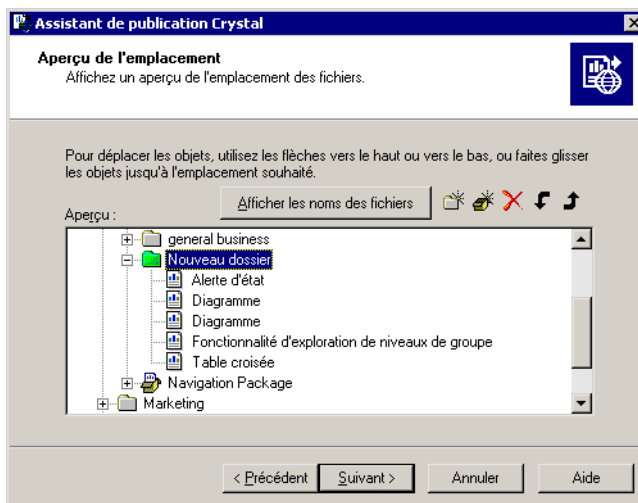 Assistant de publication Crystal
Aperçu de l'emplacement
Affichez un aperçu de l'emplacement des fichiers.
Pour déplacer les objets, utilisez les flèches vers le haut ou vers le bas, ou faites glisser
les objets jusqu'à l'emplacement souhaité.
Afficher les noms des fichiers
Aperçu :
general business
Nouveau dossier
Alerte d'état
Diagramme
Diagramme
Fonctionnalité d'exploration de niveaux de groupe
Table croisée
Navigation Package
Marketing
< Précédent
Suivant >
Annuler
Aide